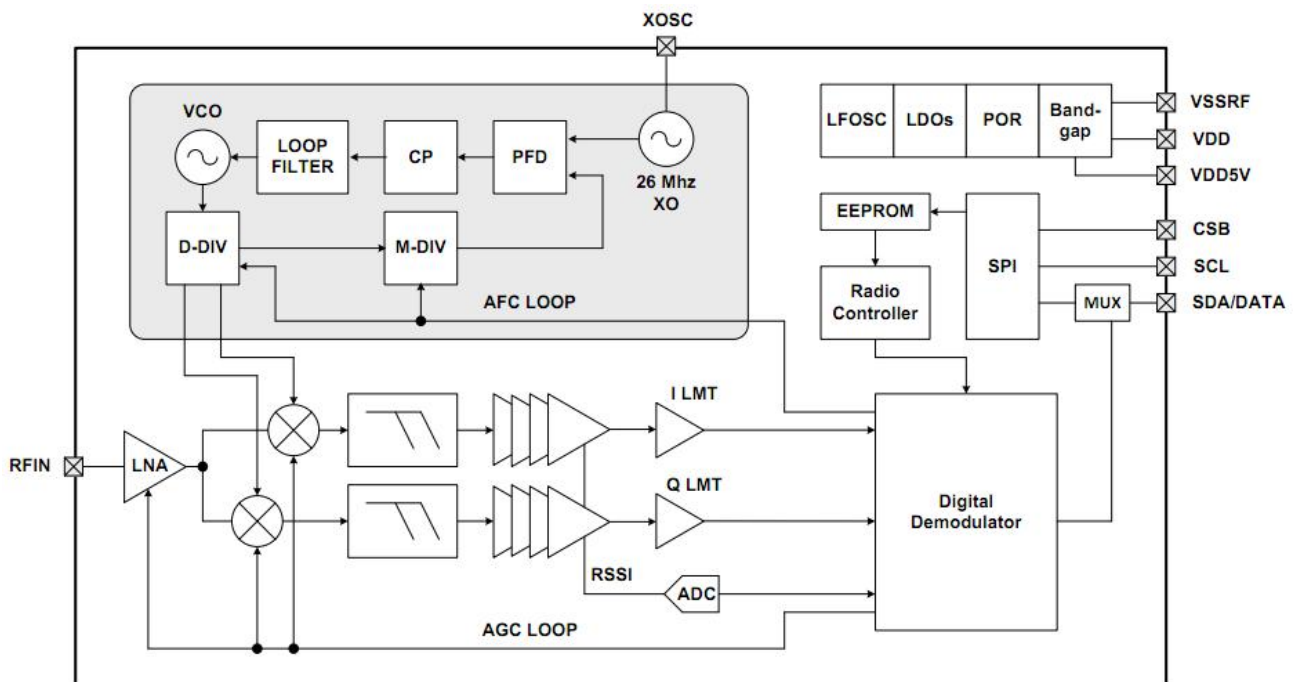 XOSC
VCO
LOOP
FILTER
CP
PFD
26 Mhz
XO
D-DIV
M-DIV
AFC LOOP
LFOSC
LDOs
POR
Band-
gap
VSSRF
VDD
VDD5V
EEPROM
SPI
CSB
SCL
Radio
Controller
MUX
SDA/DATA
I LMT
RFIN
LNA
Q LMT
Digital
Demodulator
RSSI
ADC
AGC LOOP